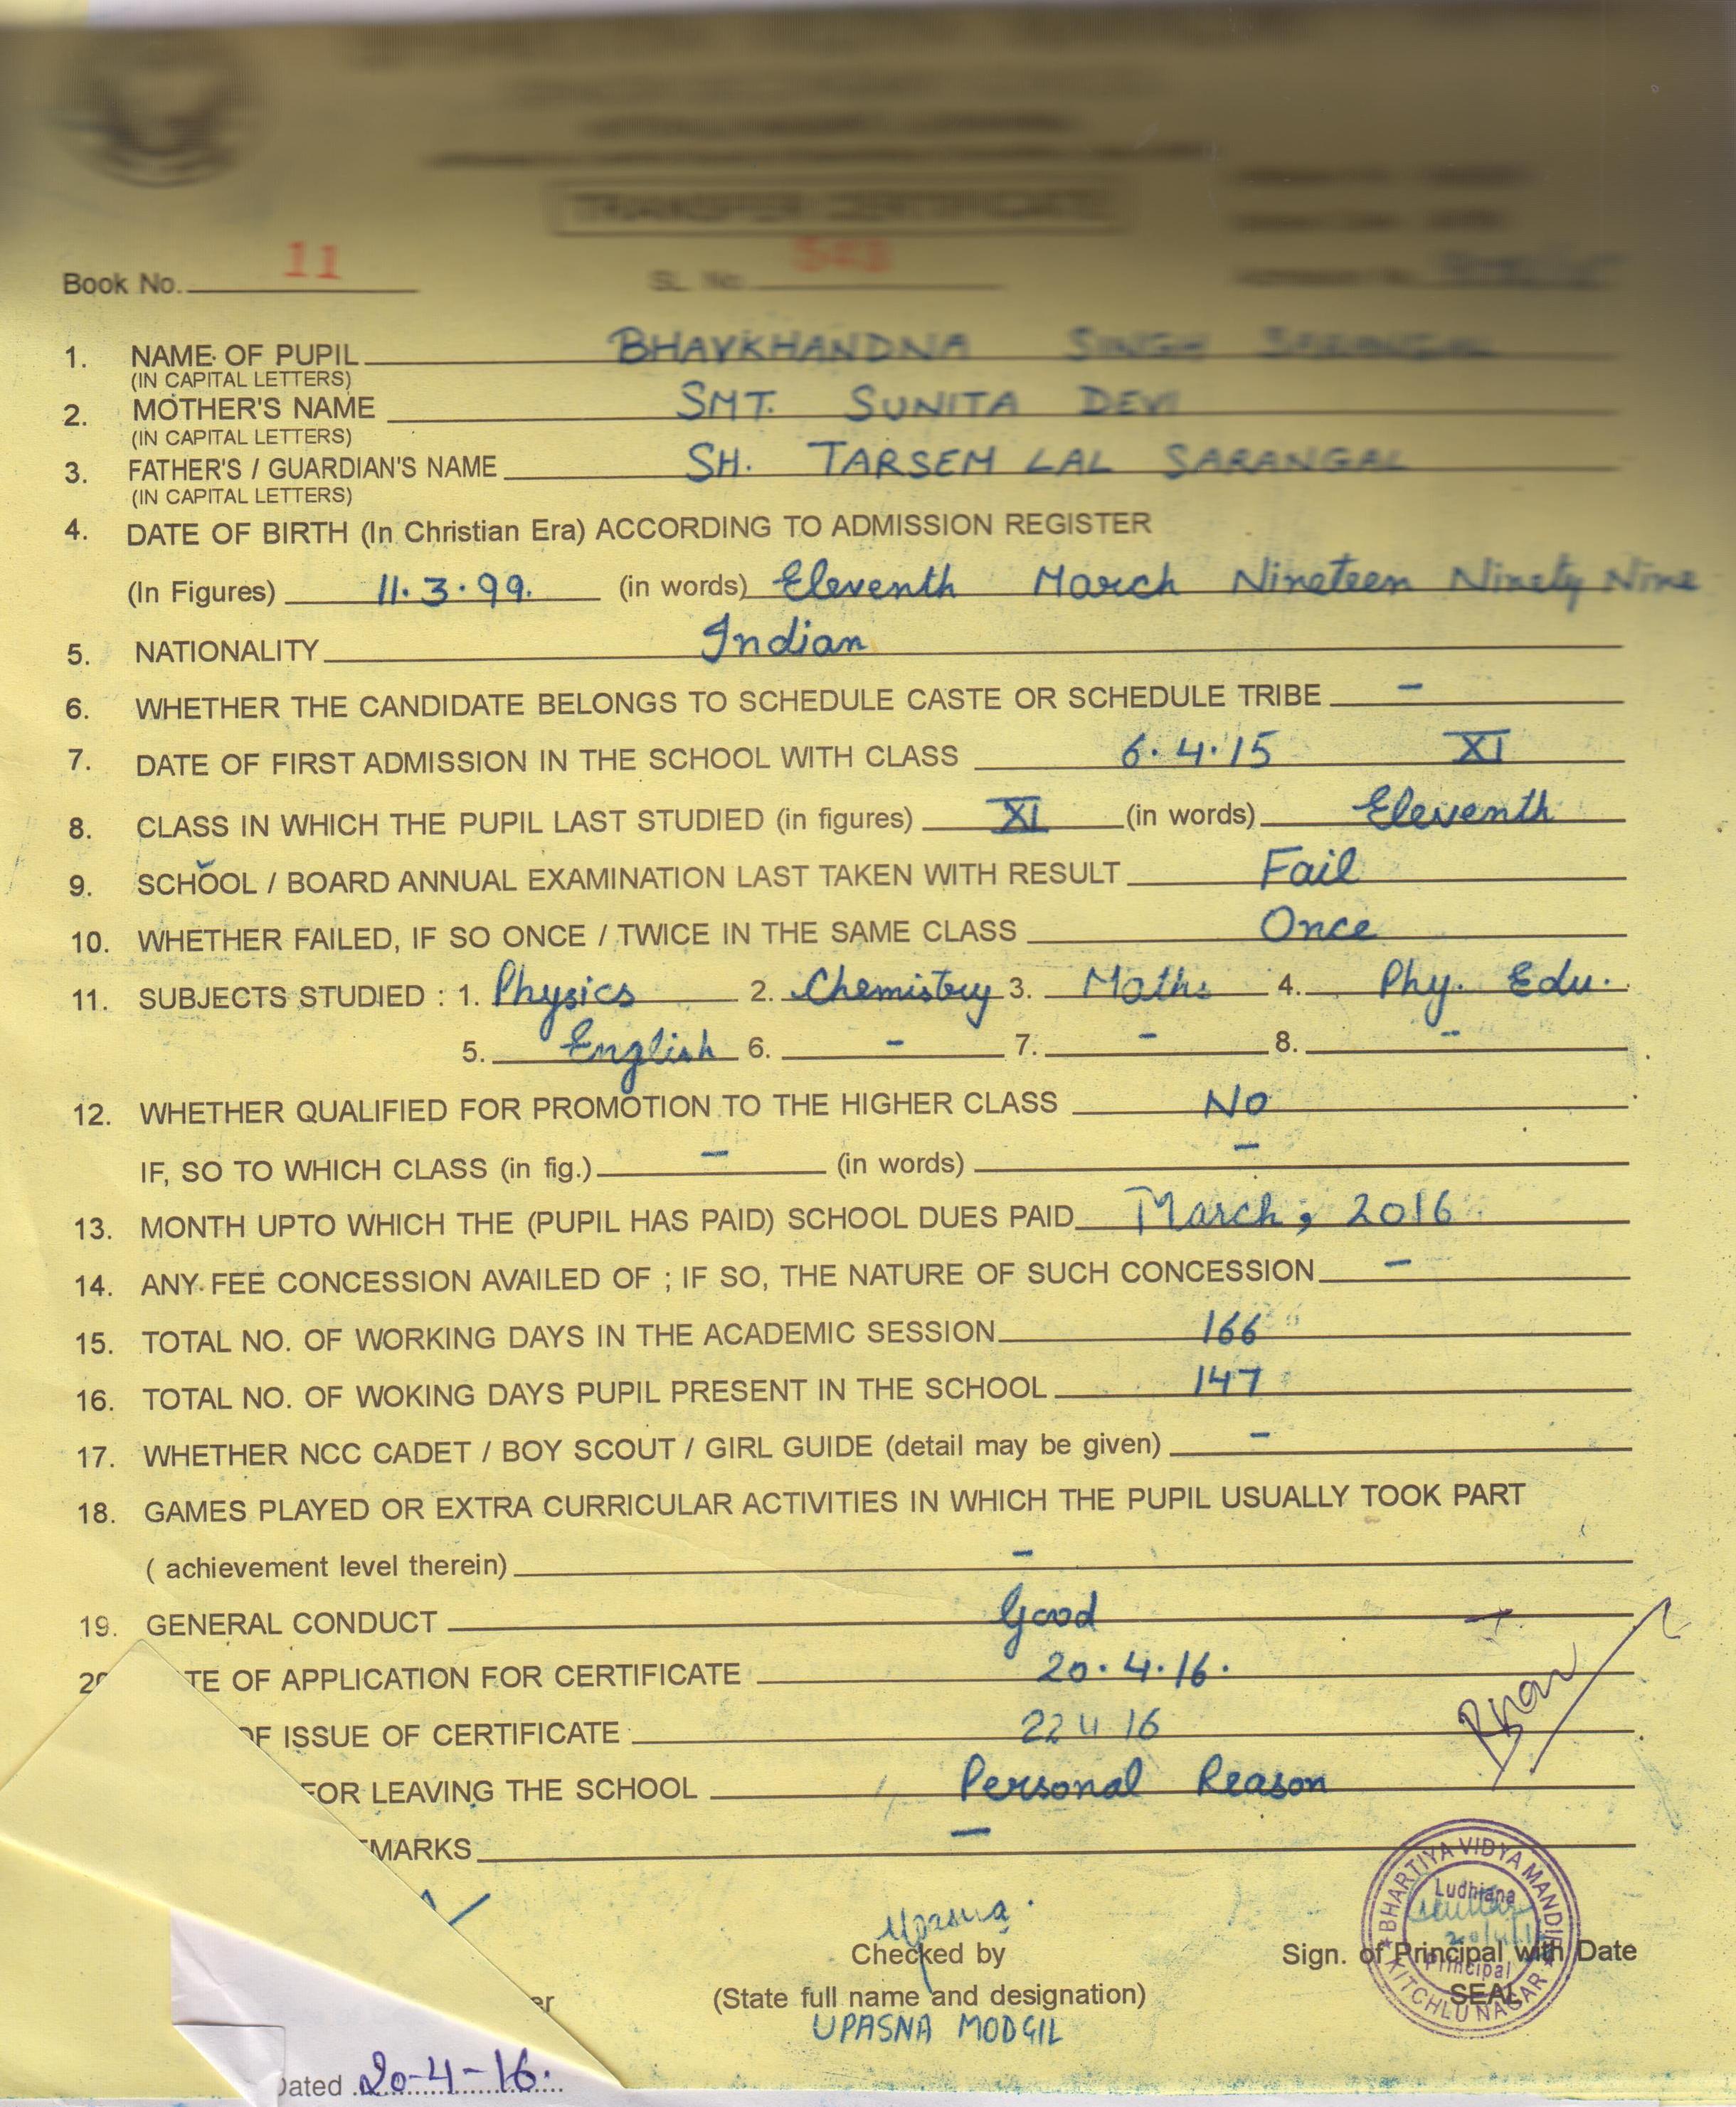 TRANSFER CERTIFICATE
Book No. 11 SL. No.
1. NAME OF PUPIL BHAVKHANDNA SINGH SARANGAL
(IN CAPITAL LETTERS)
2. MOTHER'S NAME SMT. SUNITA DEVI
(IN CAPITAL LETTERS)
3. FATHER'S / GUARDIAN'S NAME SH. TARSEM LAL SARANGAL
(IN CAPITAL LETTERS)
4. DATE OF BIRTH (In Christian Era) ACCORDING TO ADMISSION REGISTER
(In Figures) 11.3.99. (in words) Eleventh March Nineteen Ninety Nine
5. NATIONALITY Indian
6. WHETHER THE CANDIDATE BELONGS TO SCHEDULE CASTE OR SCHEDULE TRIBE -
7. DATE OF FIRST ADMISSION IN THE SCHOOL WITH CLASS 6.4.15 XI
8. CLASS IN WHICH THE PUPIL LAST STUDIED (in figures) XI (in words) Eleventh
9. SCHOOL / BOARD ANNUAL EXAMINATION LAST TAKEN WITH RESULT Fail
10. WHETHER FAILED, IF SO ONCE / TWICE IN THE SAME CLASS Once
11. SUBJECTS STUDIED : 1. Physics 2. Chemistry 3. Maths 4. Phy. Edu.
5. English 6. - 7. - 8. -
12. WHETHER QUALIFIED FOR PROMOTION TO THE HIGHER CLASS No
IF, SO TO WHICH CLASS (in fig.) - (in words) -
13. MONTH UPTO WHICH THE (PUPIL HAS PAID) SCHOOL DUES PAID March, 2016
14. ANY FEE CONCESSION AVAILED OF ; IF SO, THE NATURE OF SUCH CONCESSION -
15. TOTAL NO. OF WORKING DAYS IN THE ACADEMIC SESSION 166
16. TOTAL NO. OF WOKING DAYS PUPIL PRESENT IN THE SCHOOL 147
17. WHETHER NCC CADET / BOY SCOUT / GIRL GUIDE (detail may be given) -
18. GAMES PLAYED OR EXTRA CURRICULAR ACTIVITIES IN WHICH THE PUPIL USUALLY TOOK PART
( achievement level therein) -
19. GENERAL CONDUCT Good
TE OF APPLICATION FOR CERTIFICATE 20.4.16.
OF ISSUE OF CERTIFICATE 22 4 16
FOR LEAVING THE SCHOOL Personal Reason
MARKS -
Upasna
Checked by
(State full name and designation)
UPASNA MODGIL
Sign. of Principal with Date
SEAL
BHARTIYA VIDYA MANDIR
Ludhiana
Principal
KITCHLU NAGAR
er
Dated 20-4-16.